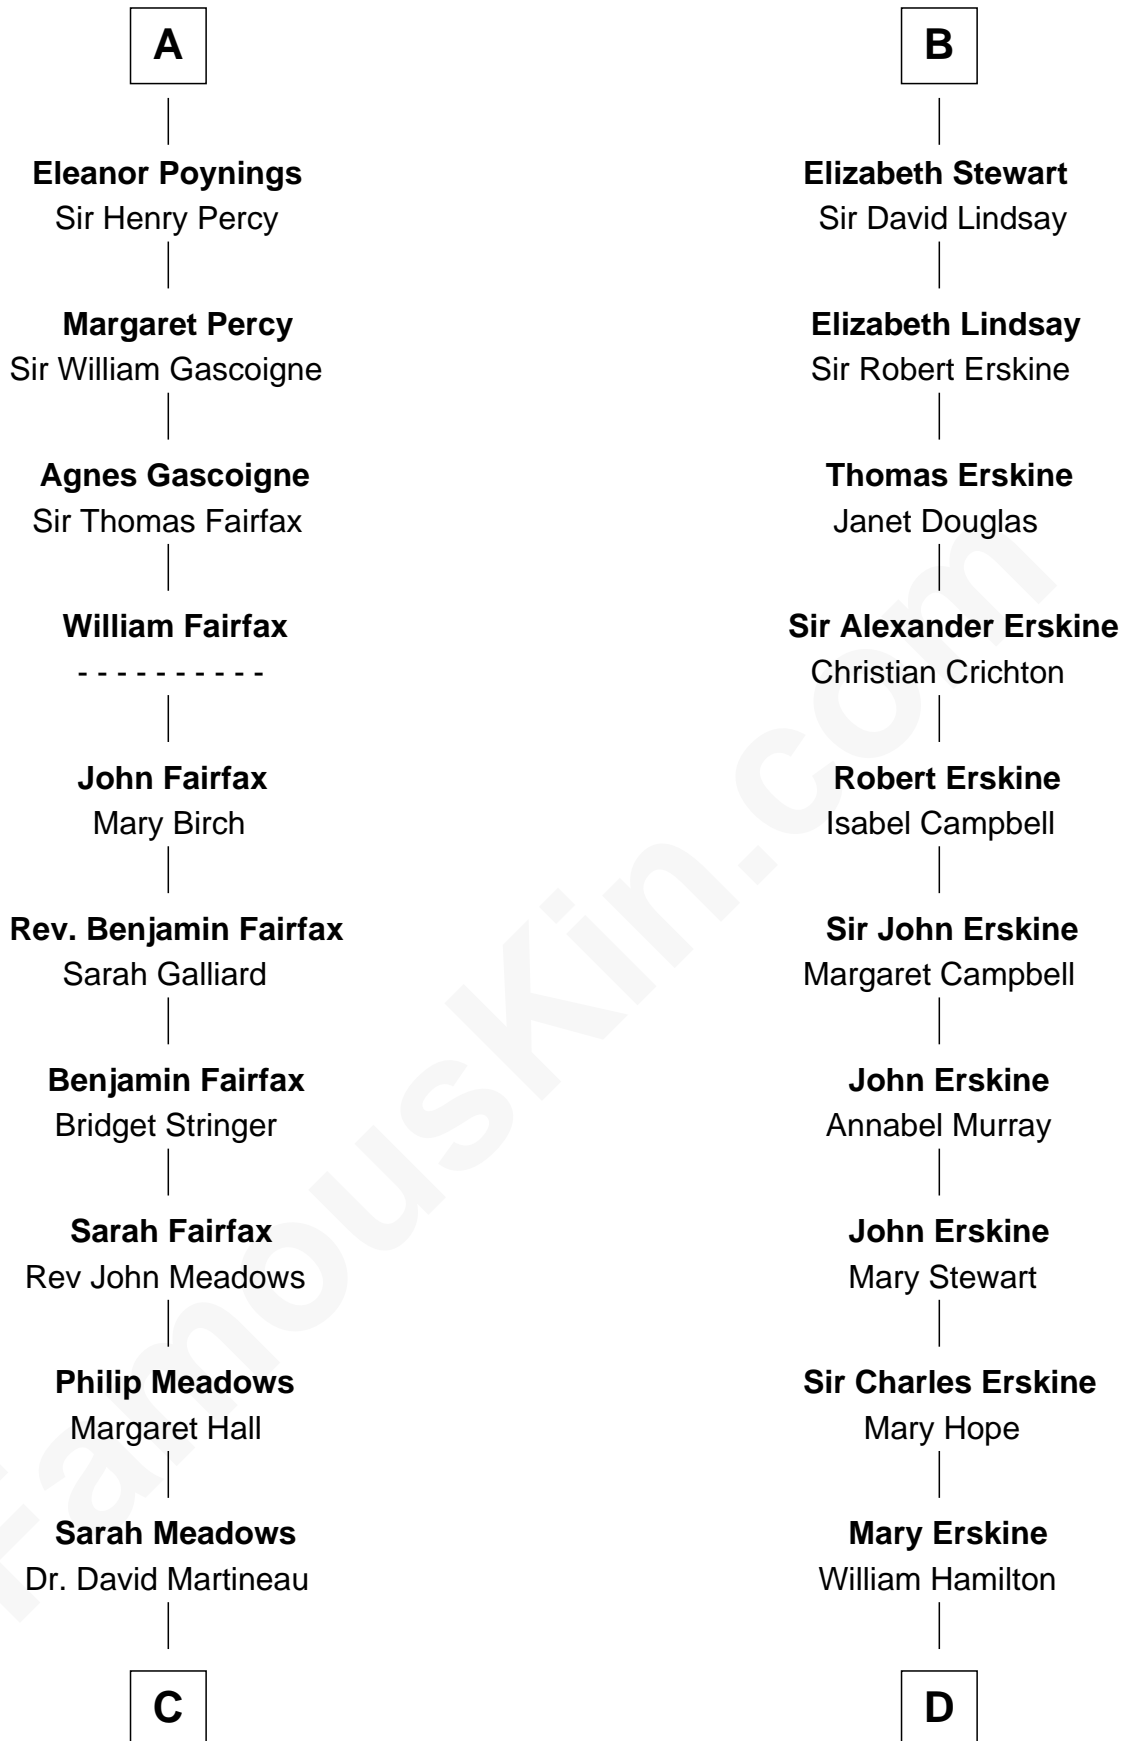 A
Eleanor Poynings
Sir Henry Percy
Margaret Percy
Sir William Gascoigne
Agnes Gascoigne
Sir Thomas Fairfax
William Fairfax
- - - - - - - - - -
John Fairfax
Mary Birch
Rev. Benjamin Fairfax
Sarah Galliard
Benjamin Fairfax
Bridget Stringer
Sarah Fairfax
Rev John Meadows
Philip Meadows
Margaret Hall
Sarah Meadows
Dr. David Martineau
C
B
Elizabeth Stewart
Sir David Lindsay
Elizabeth Lindsay
Sir Robert Erskine
Thomas Erskine
Janet Douglas
Sir Alexander Erskine
Christian Crichton
Robert Erskine
Isabel Campbell
Sir John Erskine
Margaret Campbell
John Erskine
Annabel Murray
John Erskine
Mary Stewart
Sir Charles Erskine
Mary Hope
Mary Erskine
William Hamilton
D
FamousKin.com